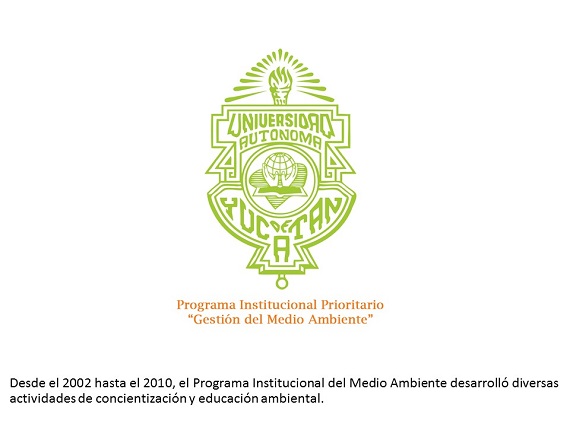 UNIVERSIDAD
AUTONOMA
YUCATAN
DE
Programa Institucional Prioritario
“Gestión del Medio Ambiente”
Desde el 2002 hasta el 2010, el Programa Institucional del Medio Ambiente desarrolló diversas
actividades de concientización y educación ambiental.